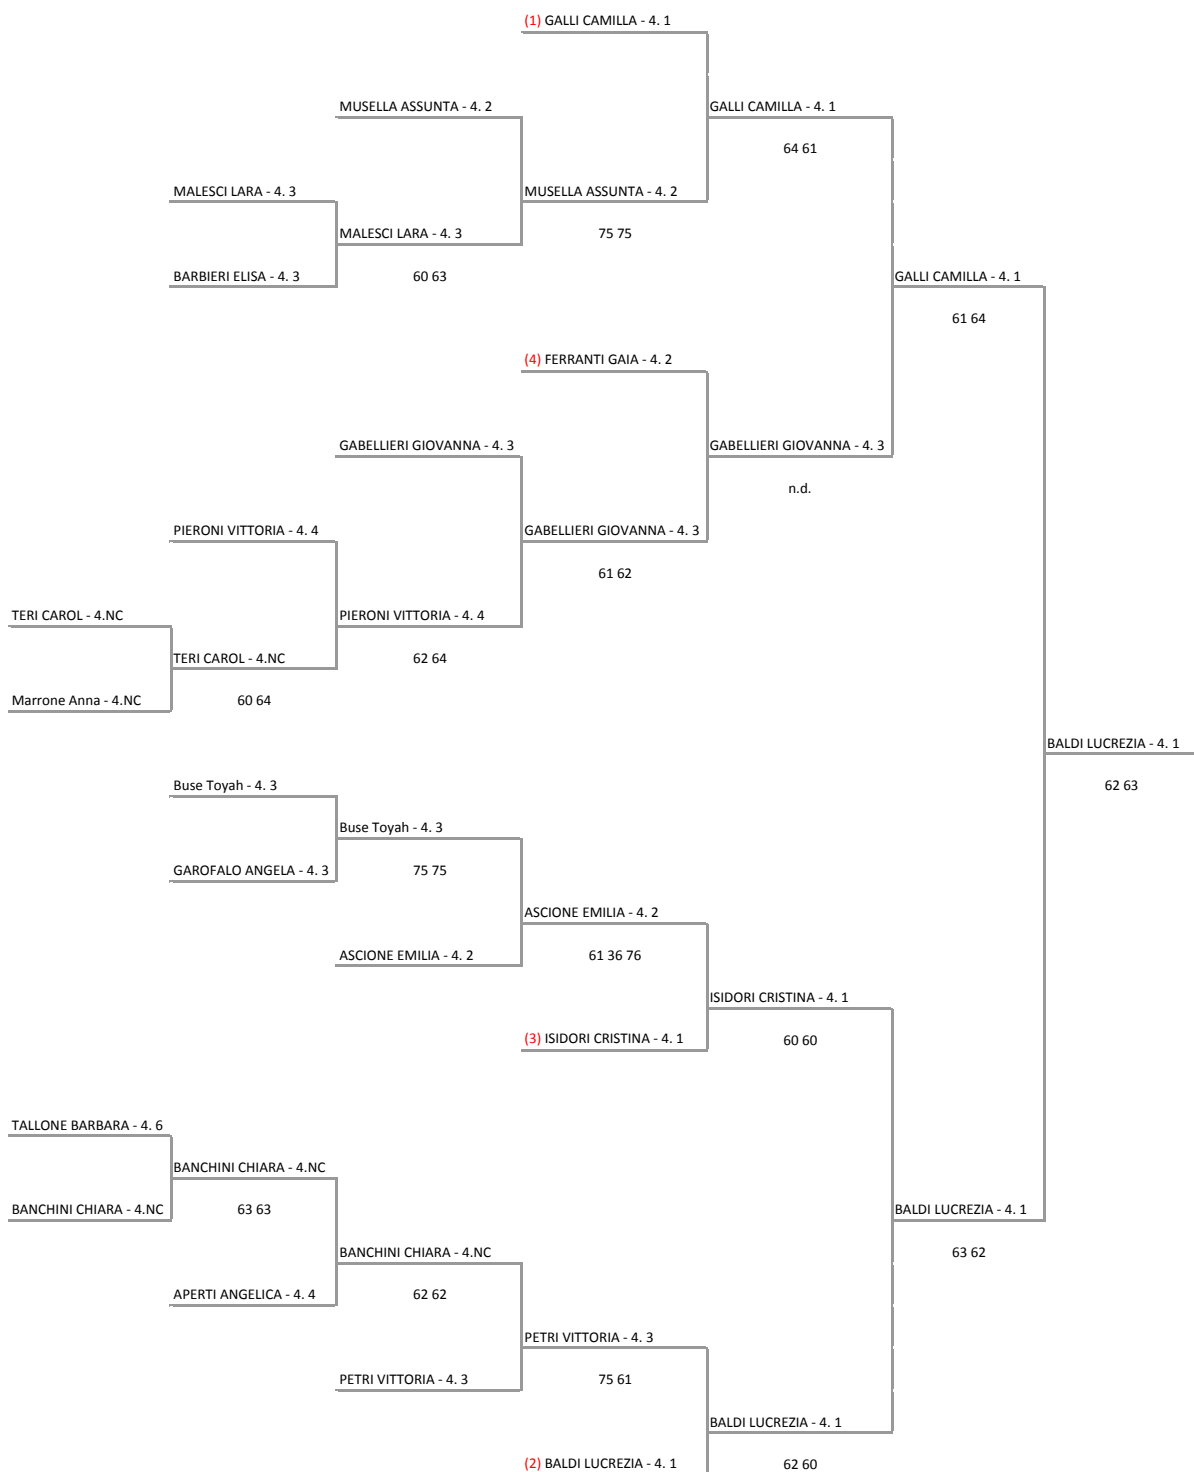 (1) GALLI CAMILLA - 4. 1
MUSELLA ASSUNTA - 4. 2
GALLI CAMILLA - 4. 1
64 61
MALESCI LARA - 4. 3
MUSELLA ASSUNTA - 4. 2
MALESCI LARA - 4. 3
75 75
BARBIERI ELISA - 4. 3
60 63
GALLI CAMILLA - 4. 1
61 64
(4) FERRANTI GAIA - 4. 2
GABELLIERI GIOVANNA - 4. 3
GABELLIERI GIOVANNA - 4. 3
n.d.
PIERONI VITTORIA - 4. 4
GABELLIERI GIOVANNA - 4. 3
61 62
TERI CAROL - 4.NC
PIERONI VITTORIA - 4. 4
TERI CAROL - 4.NC
62 64
Marrone Anna - 4.NC
60 64
BALDI LUCREZIA - 4. 1
62 63
Buse Toyah - 4. 3
Buse Toyah - 4. 3
GAROFALO ANGELA - 4. 3
75 75
ASCIONE EMILIA - 4. 2
ASCIONE EMILIA - 4. 2
61 36 76
ISIDORI CRISTINA - 4. 1
(3) ISIDORI CRISTINA - 4. 1
60 60
TALLONE BARBARA - 4. 6
BANCHINI CHIARA - 4.NC
BANCHINI CHIARA - 4.NC
63 63
BALDI LUCREZIA - 4. 1
BANCHINI CHIARA - 4.NC
63 62
APERTI ANGELICA - 4. 4
62 62
PETRI VITTORIA - 4. 3
PETRI VITTORIA - 4. 3
75 61
BALDI LUCREZIA - 4. 1
(2) BALDI LUCREZIA - 4. 1
62 60